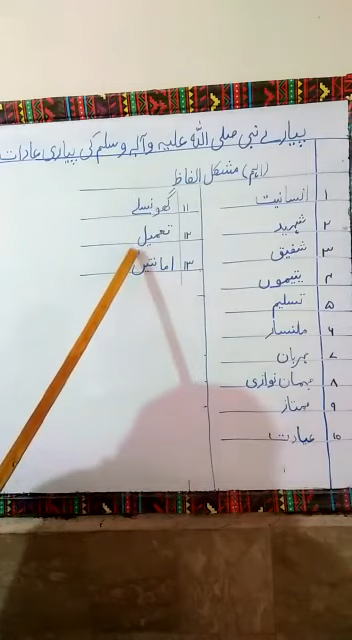 پیارے نبی صلی اللہ علیہ وآلہ وسلم کی پیاری عادات
(اہم) مشکل الفاظ
۱ انسانیت
۲ شہید
۳ شفیق
۴ یتیموں
۵ تسلیم
۶ ملنسار
۷ مہربان
۸ مہمان نوازی
۹ ممتاز
۱۰ عیادت
۱۱ گھونسلے
۱۲ تعمیل
۱۳ امانتیں